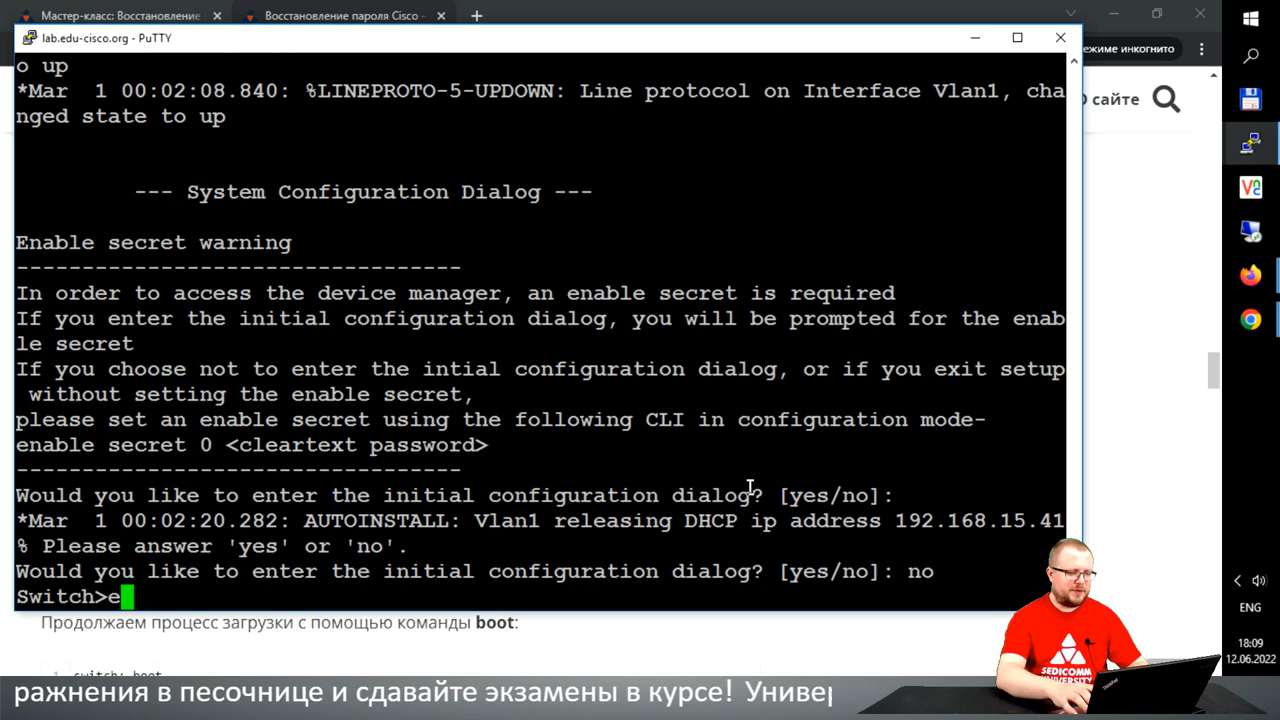 Мастер-класс: Восстановление
Восстановление пароля Cisco -
lab.edu-cisco.org - PuTTY
ежиме инкогнито
О сайте
o up
*Mar  1 00:02:08.840: %LINEPROTO-5-UPDOWN: Line protocol on Interface Vlan1, cha
nged state to up
--- System Configuration Dialog ---
Enable secret warning
----------------------------------
In order to access the device manager, an enable secret is required
If you enter the initial configuration dialog, you will be prompted for the enab
le secret
If you choose not to enter the intial configuration dialog, or if you exit setup
without setting the enable secret,
please set an enable secret using the following CLI in configuration mode-
enable secret 0 <cleartext password>
----------------------------------
Would you like to enter the initial configuration dialog? [yes/no]:
*Mar  1 00:02:20.282: AUTOINSTALL: Vlan1 releasing DHCP ip address 192.168.15.41
% Please answer 'yes' or 'no'.
Would you like to enter the initial configuration dialog? [yes/no]: no
Switch>e
Продолжаем процесс загрузки с помощью команды boot:
1 switch: boot
ражнения в песочнице и сдавайте экзамены в курсе! Универ
SEDICOMM
UNIVERSITY
ThinkPad
ENG
18:09
12.06.2022